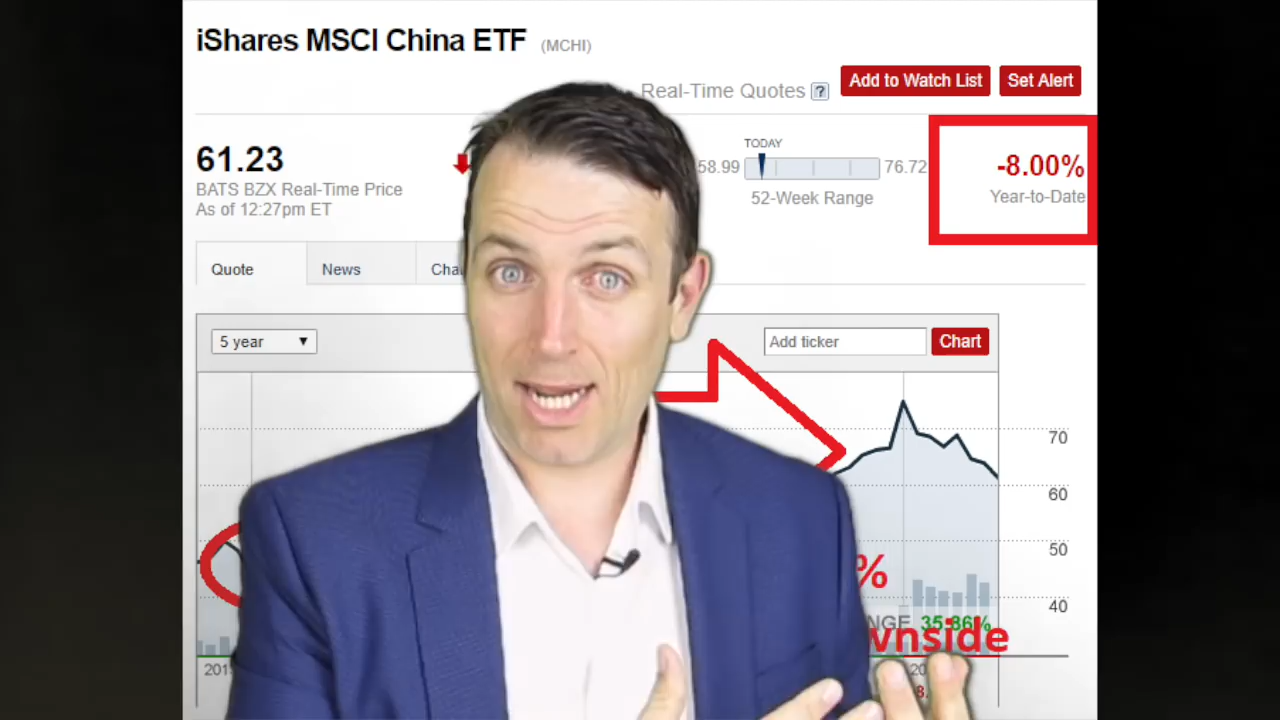 iShares MSCI China ETF (MCHI)
Real-Time Quotes ? Add to Watch List Set Alert
61.23
BATS BZX Real-Time Price
As of 12:27pm ET
TODAY
58.99 76.72
52-Week Range
-8.00%
Year-to-Date
Quote News
5 year
Add ticker Chart
70
60
50
40
%
35.86%